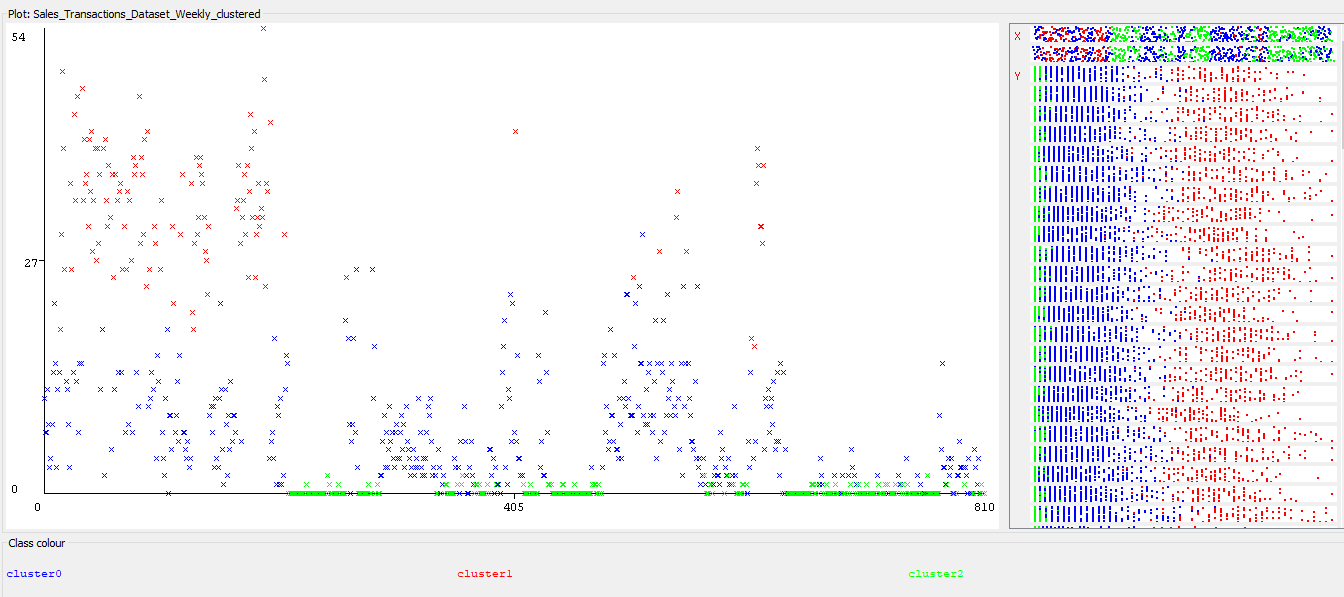 Plot: Sales_Transactions_Dataset_Weekly_clustered
54
27
0
0 405 810
X
Y
Class colour
cluster0 cluster1 cluster2